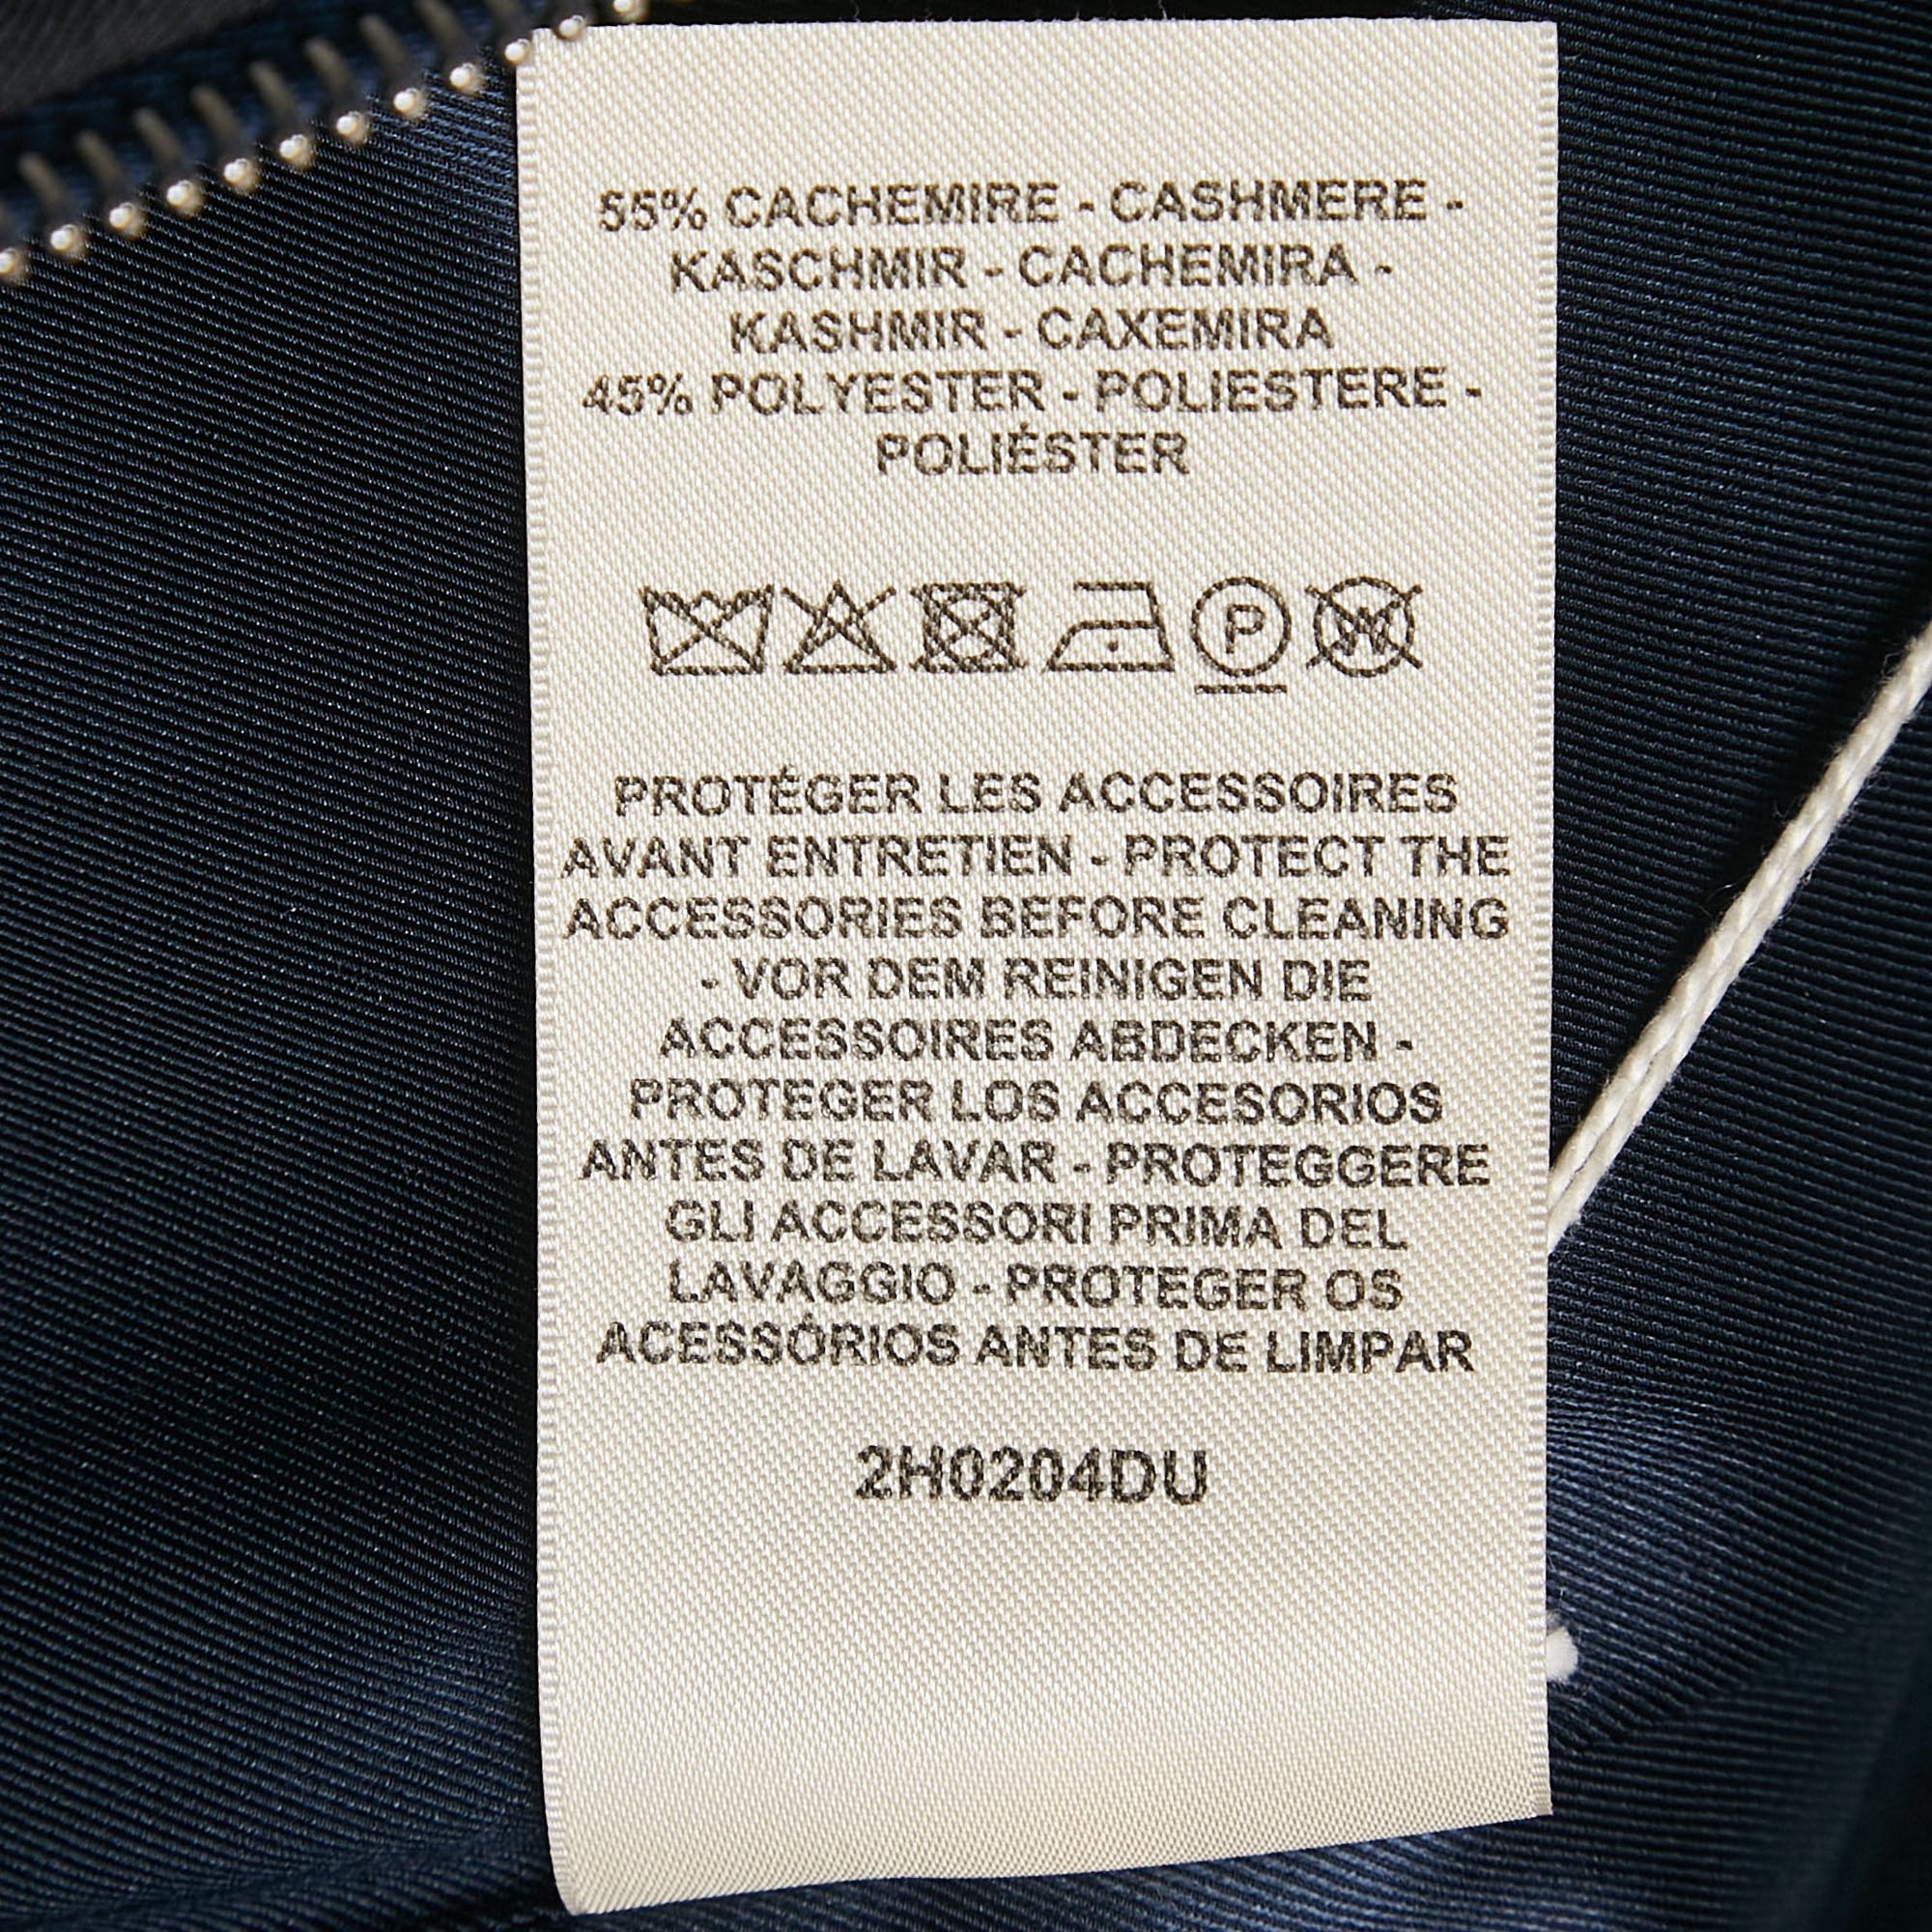 55% CACHEMIRE - CASHMERE -
KASCHMIR - CACHEMIRA -
KASHMIR - CAXEMIRA
45% POLYESTER - POLIESTERE -
POLIÉSTER
P W
PROTÉGER LES ACCESSOIRES
AVANT ENTRETIEN - PROTECT THE
ACCESSORIES BEFORE CLEANING
- VOR DEM REINIGEN DIE
ACCESSOIRES ABDECKEN -
PROTEGER LOS ACCESORIOS
ANTES DE LAVAR - PROTEGGERE
GLI ACCESSORI PRIMA DEL
LAVAGGIO - PROTEGER OS
ACESSÓRIOS ANTES DE LIMPAR
2H0204DU